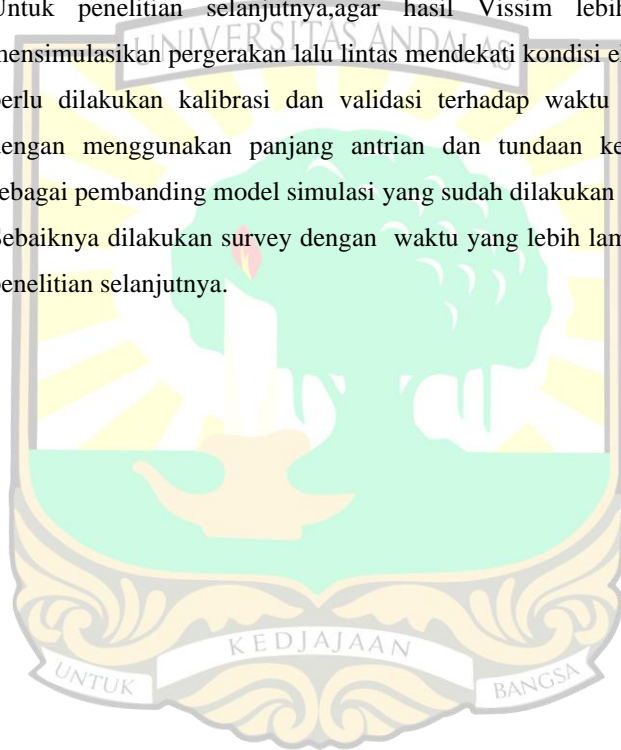 Untuk penelitian selanjutnya,agar hasil Vissim lebih
mensimulasikan pergerakan lalu lintas mendekati kondisi
perlu dilakukan kalibrasi dan validasi terhadap waktu
dengan menggunakan panjang antrian dan tundaan
sebagai pembanding model simulasi yang sudah dilakukan
Sebaiknya dilakukan survey dengan waktu yang lebih
penelitian selanjutnya.
UNIVERSITAS ANDALAS
KEDJAJAAN
UNTUK
BANGSA